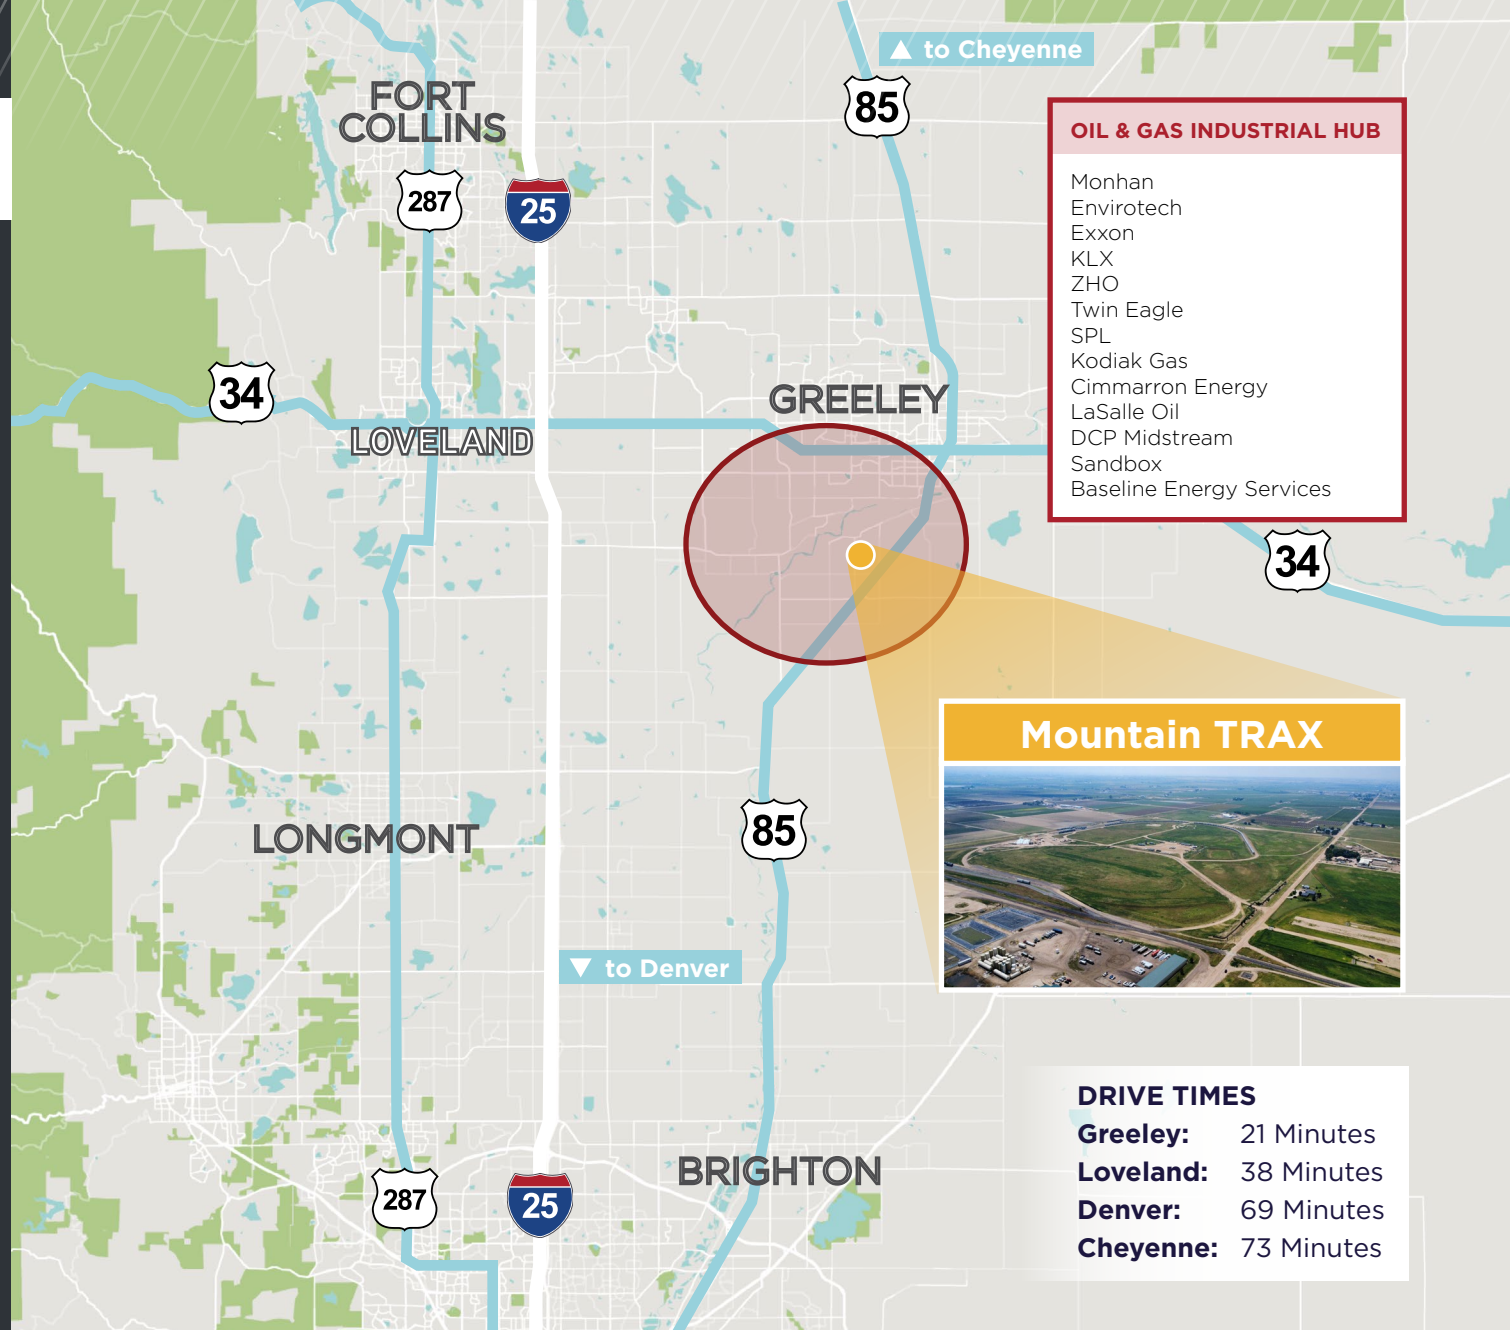 ▲ to Cheyenne
85
FORT
COLLINS
287
25
OIL & GAS INDUSTRIAL HUB
Monhan
Envirotech
Exxon
KLX
ZHO
Twin Eagle
SPL
Kodiak Gas
Cimmarron Energy
LaSalle Oil
DCP Midstream
Sandbox
Baseline Energy Services
34
GREELEY
LOVELAND
34
Mountain TRAX
LONGMONT
85
▼ to Denver
DRIVE TIMES
Greeley: 21 Minutes
Loveland: 38 Minutes
Denver: 69 Minutes
Cheyenne: 73 Minutes
BRIGHTON
287
25